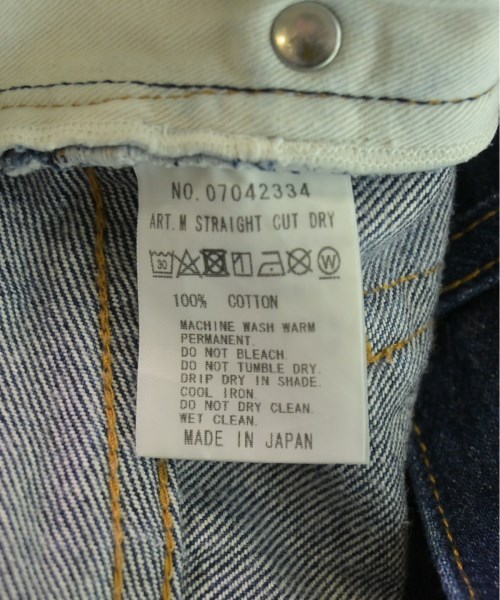 NO. 07042334
ART. M STRAIGHT CUT DRY
30 W
100% COTTON
MACHINE WASH WARM
PERMANENT.
DO NOT BLEACH.
DO NOT TUMBLE DRY.
DRIP DRY IN SHADE.
COOL IRON.
DO NOT DRY CLEAN.
WET CLEAN.
MADE IN JAPAN